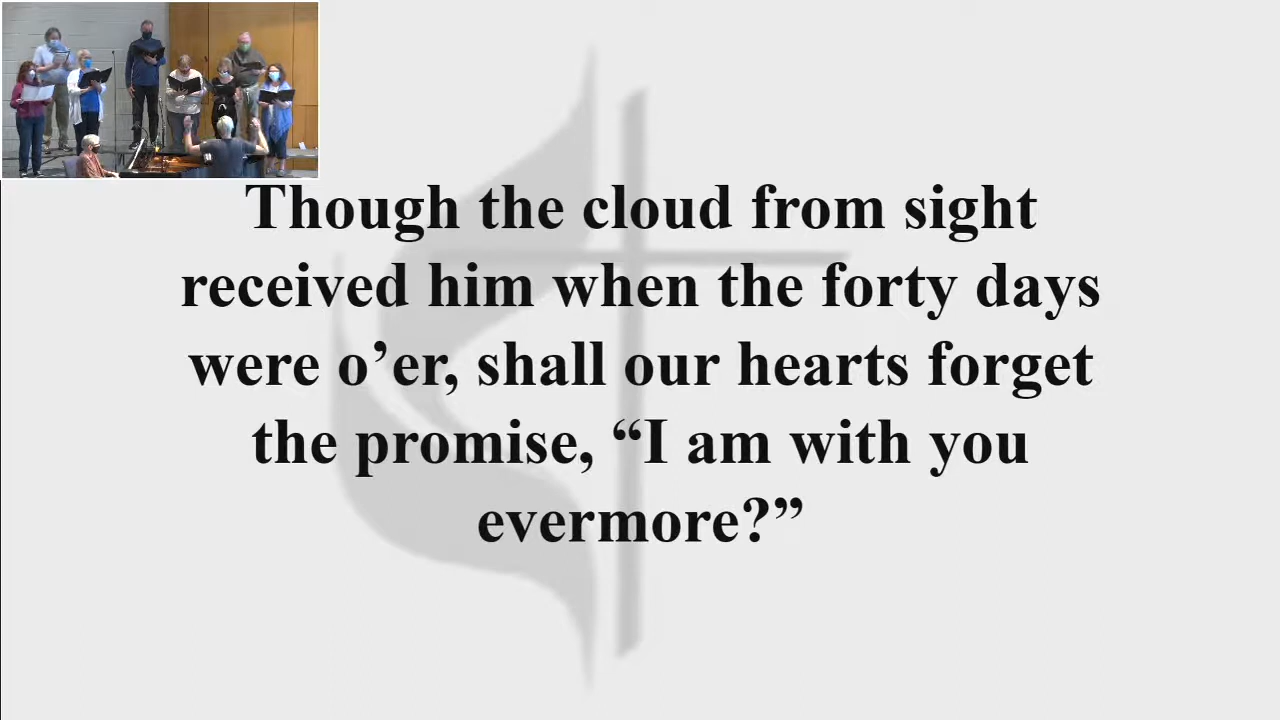 Though the cloud from sight
received him when the forty days
were o’er, shall our hearts forget
the promise, “I am with you
evermore?”